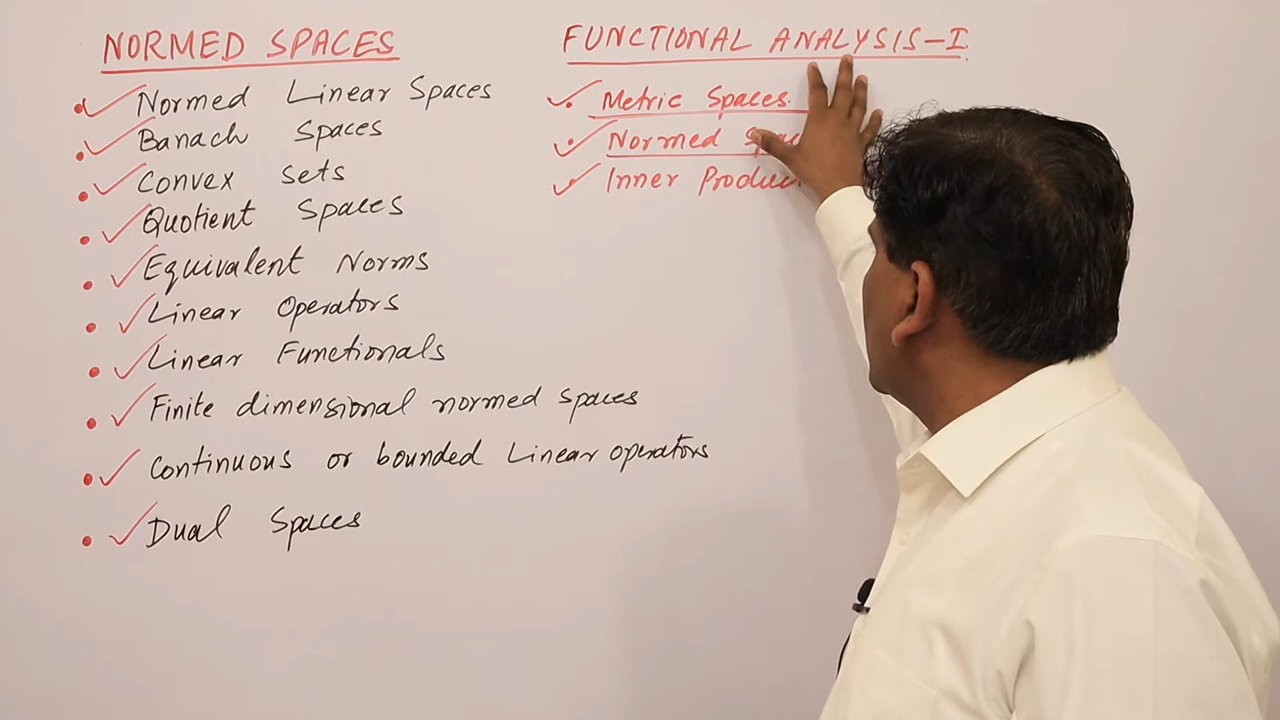 NORMED SPACES
Normed Linear Spaces
Banach Spaces
Convex sets
Quotient Spaces
Equivalent Norms
Linear Operators
Linear Functionals
Finite dimensional normed spaces
Continuous or bounded Linear operators
Dual Spaces
FUNCTIONAL ANALYSIS-I
Metric Spaces.
Normed
Inner